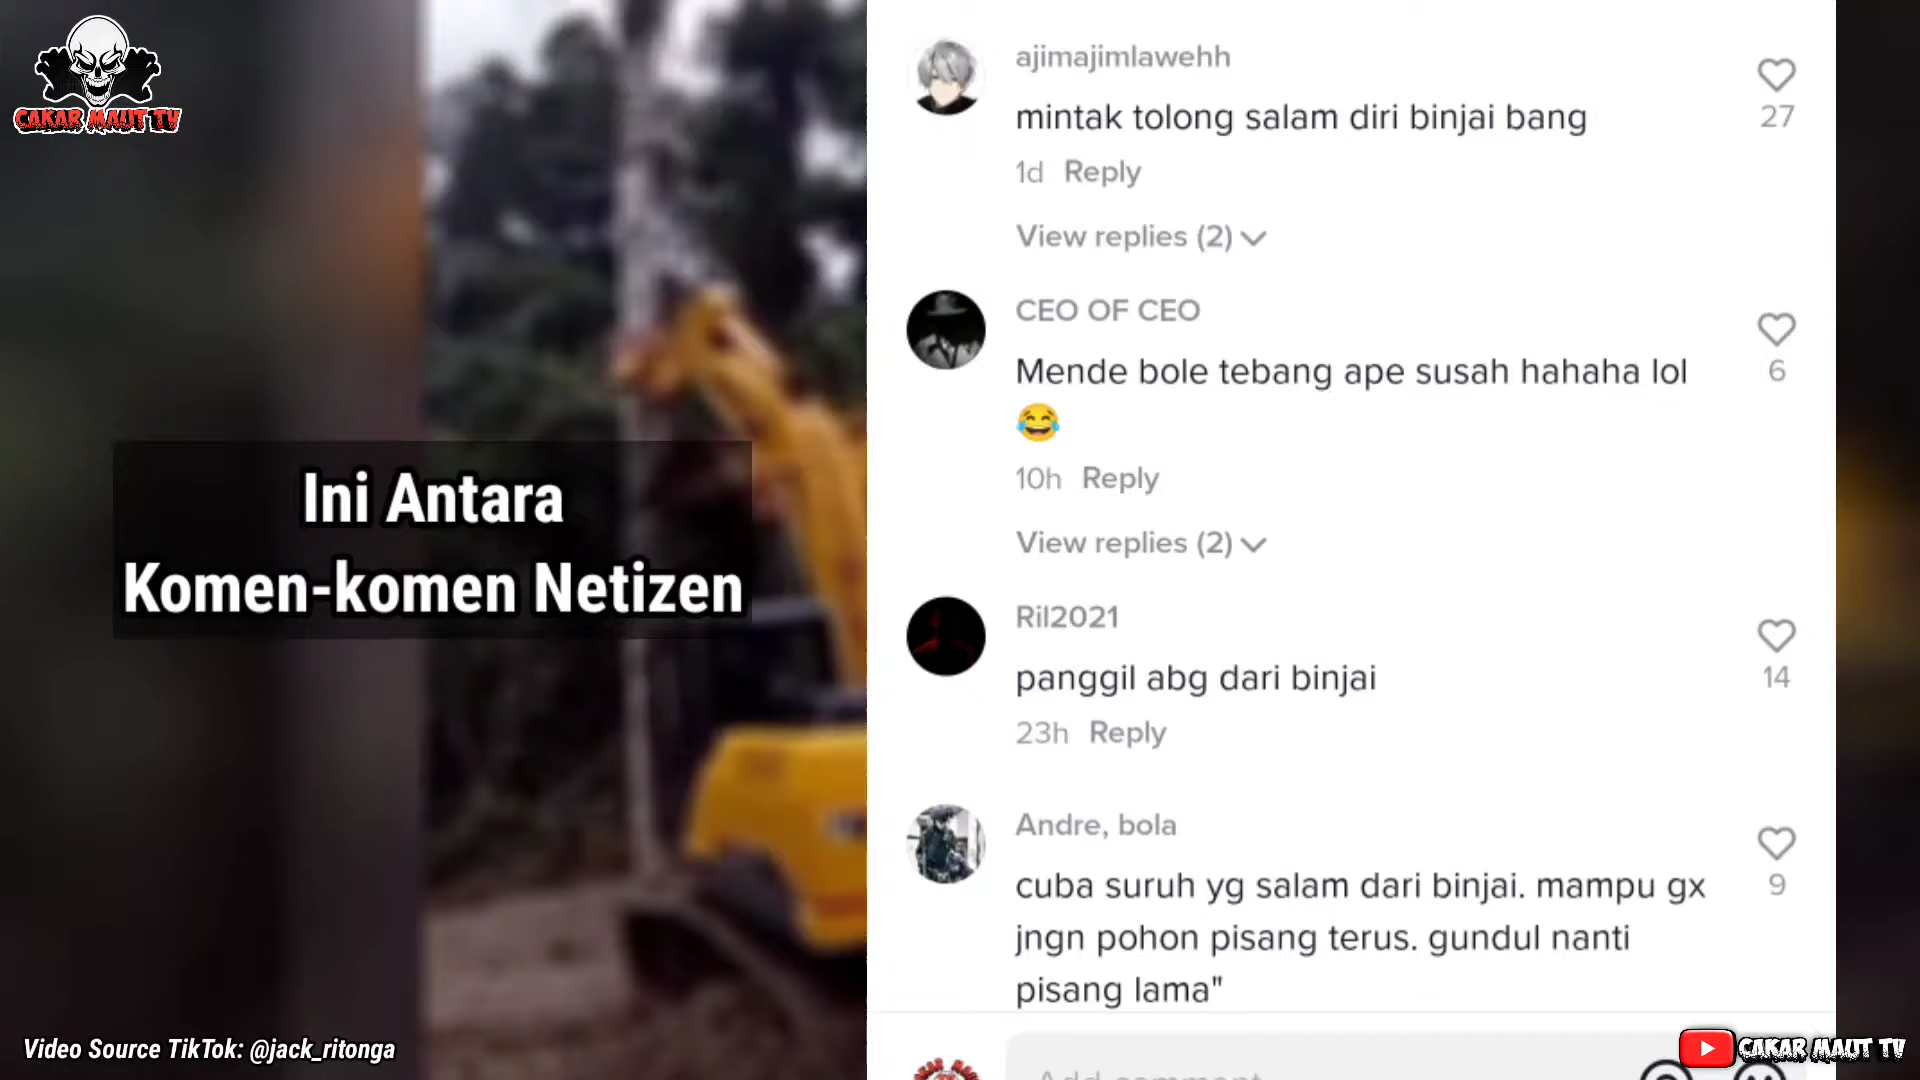 CAKAR MAUT TV
Ini Antara
Komen-komen Netizen
Video Source TikTok: @jack_ritonga
ajimajimlawehh
mintak tolong salam diri binjai bang
27
1d Reply
View replies (2)
CEO OF CEO
Mende bole tebang ape susah hahaha lol
😂
6
10h Reply
View replies (2)
Ril2021
panggil abg dari binjai
14
23h Reply
Andre, bola
cuba suruh yg salam dari binjai. mampu gx
jngn pohon pisang terus. gundul nanti
pisang lama"
9
Add comment
CAKAR MAUT TV